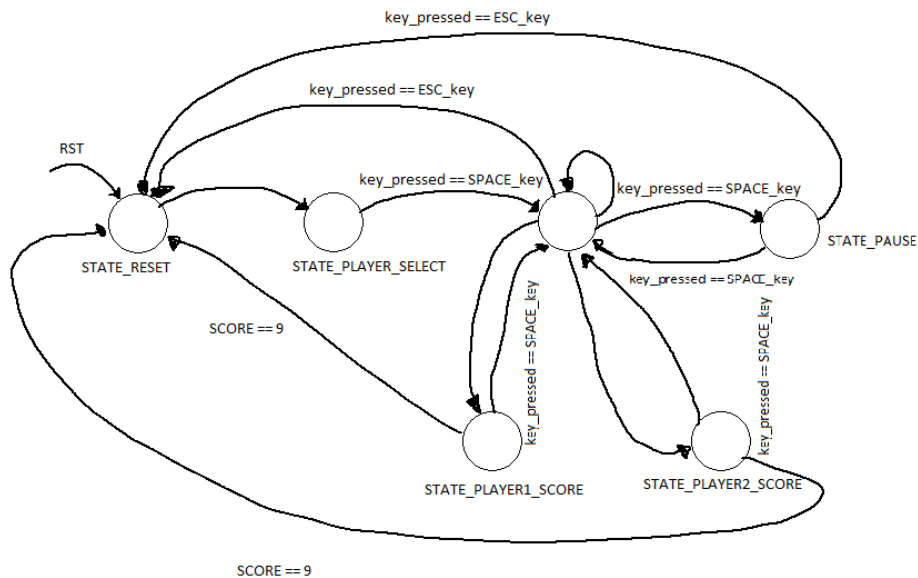 key_pressed == ESC_key
key_pressed == ESC_key
RST
key_pressed == SPACE_key
key_pressed == SPACE_key
STATE_PAUSE
STATE_RESET
STATE_PLAYER_SELECT
key_pressed == SPACE_key
SCORE == 9
key_pressed == SPACE_key
key_pressed == SPACE_key
STATE_PLAYER1_SCORE
STATE_PLAYER2_SCORE
SCORE == 9